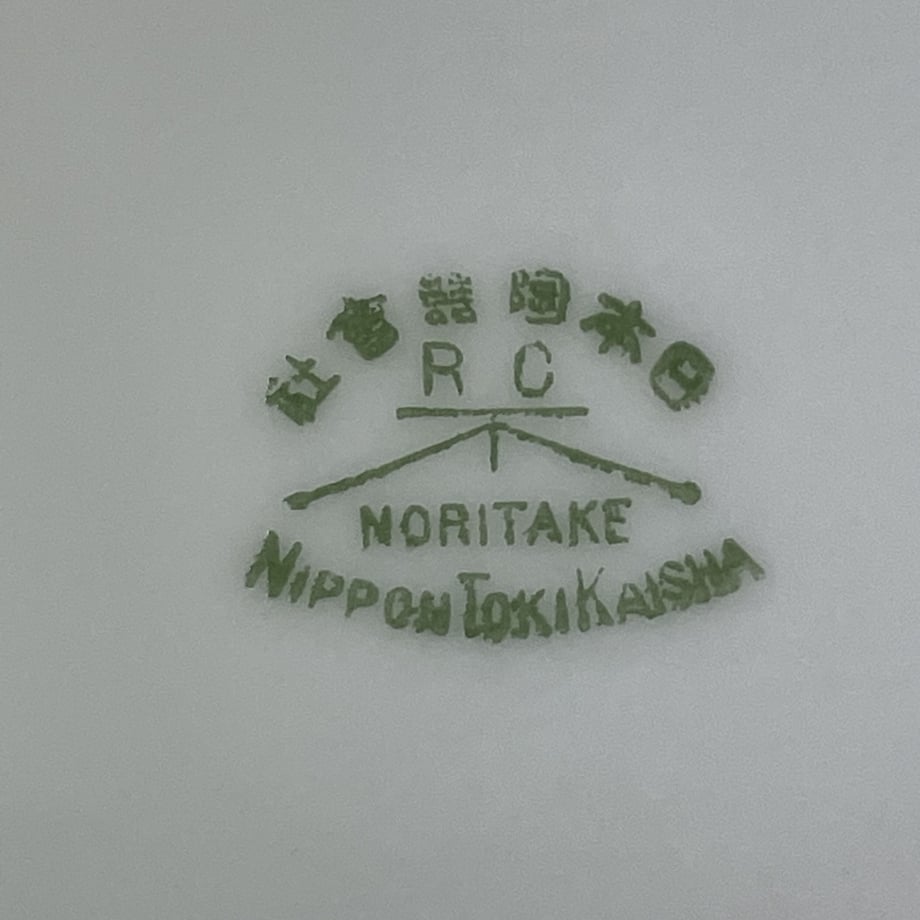 日本陶器會社
R C
NORITAKE
NIPPON TOKI KAISHA